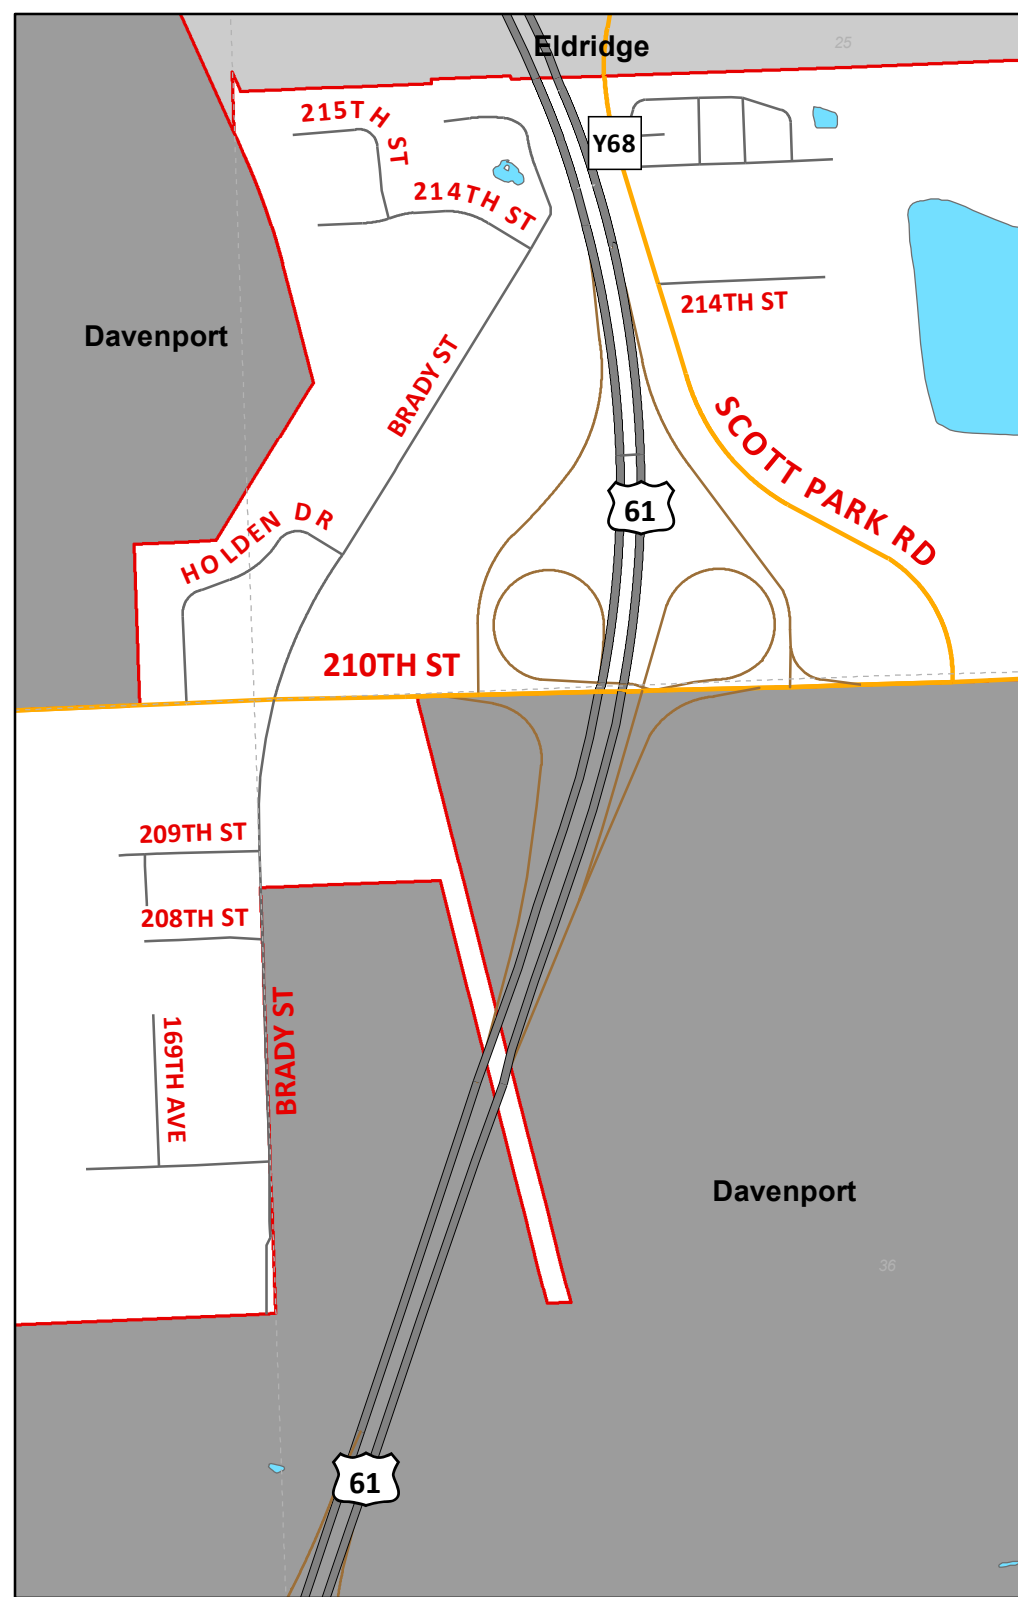 Eldridge
25
215TH ST
Y68
214TH ST
214TH ST
Davenport
BRADY ST
SCOTT PARK RD
61
HOLDEN DR
210TH ST
209TH ST
208TH ST
BRADY ST
169TH AVE
Davenport
36
61